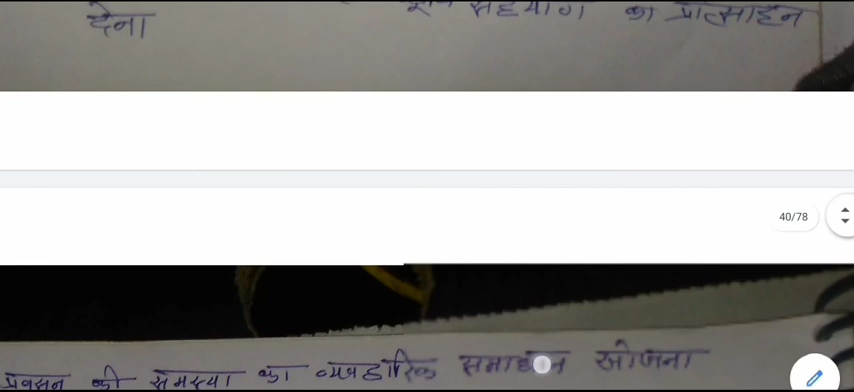 देना
सहयोग का प्रोत्साहन
40/78
प्रवसन की समस्या का व्यवहारिक समाधान खोजना